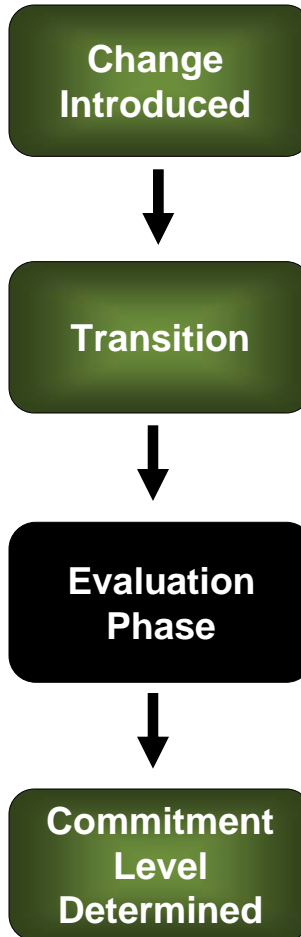 Change
Introduced
Transition
Evaluation
Phase
Commitment
Level
Determined